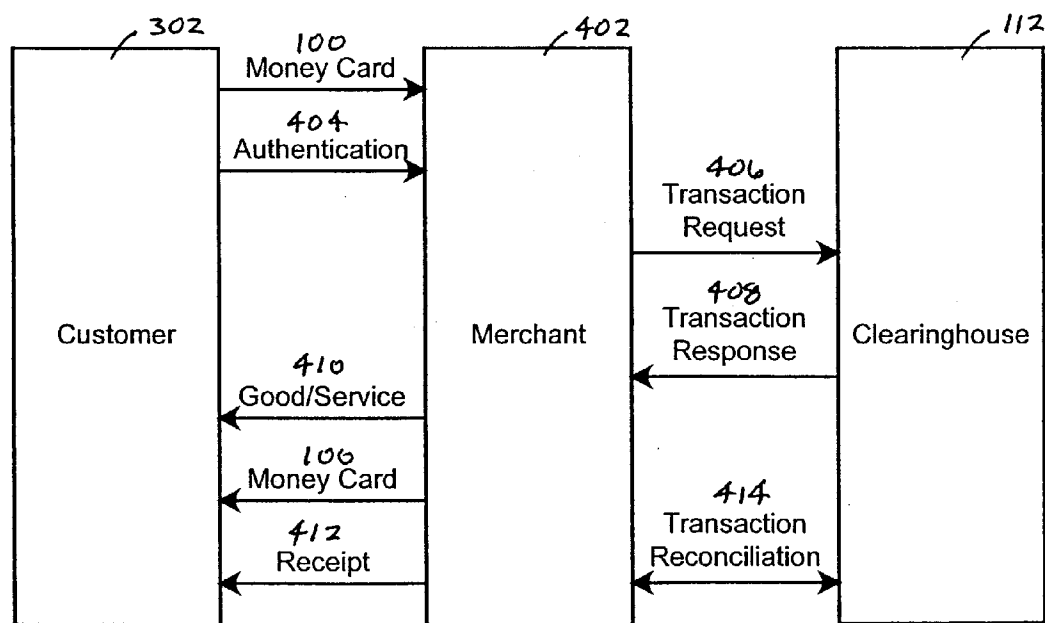 302
402
112
100
Money Card
404
Authentication
406
Transaction
Request
Customer
Merchant
Clearinghouse
408
Transaction
Response
410
Good/Service
100
Money Card
414
Transaction
Reconciliation
412
Receipt